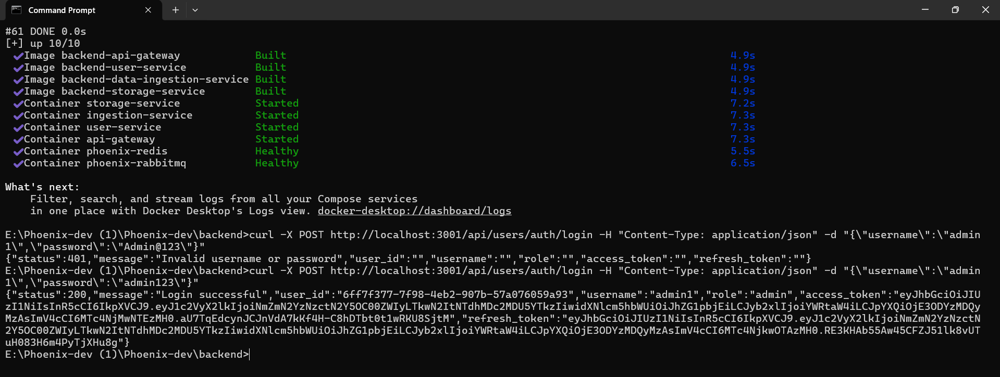 Command Prompt
#61 DONE 0.0s
[+] up 10/10
✔Image backend-api-gateway Built 4.9s
✔Image backend-user-service Built 4.9s
✔Image backend-data-ingestion-service Built 4.9s
✔Image backend-storage-service Built 4.9s
✔Container storage-service Started 7.2s
✔Container ingestion-service Started 7.3s
✔Container user-service Started 7.3s
✔Container api-gateway Started 7.3s
✔Container phoenix-redis Healthy 5.5s
✔Container phoenix-rabbitmq Healthy 6.5s
What's next:
Filter, search, and stream logs from all your Compose services
in one place with Docker Desktop's Logs view. docker-desktop://dashboard/logs
E:\Phoenix-dev (1)\Phoenix-dev\backend>curl -X POST http://localhost:3001/api/users/auth/login -H "Content-Type: application/json" -d "{\"username\":\"admin
1\",\"password\":\"Admin@123\"}"
{"status":401,"message":"Invalid username or password","user_id":"","username":"","role":"","access_token":"","refresh_token":""}
E:\Phoenix-dev (1)\Phoenix-dev\backend>curl -X POST http://localhost:3001/api/users/auth/login -H "Content-Type: application/json" -d "{\"username\":\"admin
1\",\"password\":\"admin123\"}"
{"status":200,"message":"Login successful","user_id":"6ff7f377-7f98-4eb2-907b-57a076059a93","username":"admin1","role":"admin","access_token":"eyJhbGciOiJIU
zI1NiIsInR5cCI6IkpXVCJ9.eyJ1c2VyX2lkIjoiNmZmN2YzNzctN2Y5OC00ZWIyLTkwN2ItNTdhMDc2MDU5YTkzIiwidXNlcm5hbWUiOiJhZG1pbjEiLCJyb2xlIjoiYWRtaW4iLCJpYXQiOjE3ODYzMDQy
MzAsImV4cCI6MTc4NjMwNTEzMH0.aU7TqEdcynJCJnVdA7kKf4H-C8hDTbt0t1wRKU8SjtM","refresh_token":"eyJhbGciOiJIUzI1NiIsInR5cCI6IkpXVCJ9.eyJ1c2VyX2lkIjoiNmZmN2YzNzctN
2Y5OC00ZWIyLTkwN2ItNTdhMDc2MDU5YTkzIiwidXNlcm5hbWUiOiJhZG1pbjEiLCJyb2xlIjoiYWRtaW4iLCJpYXQiOjE3ODYzMDQyMzAsImV4cCI6MTc4NjkwOTAzMH0.RE3KHAb55Aw45CFZJ51lk8vUT
uH083H6m4PyTjXHu8g"}
E:\Phoenix-dev (1)\Phoenix-dev\backend>